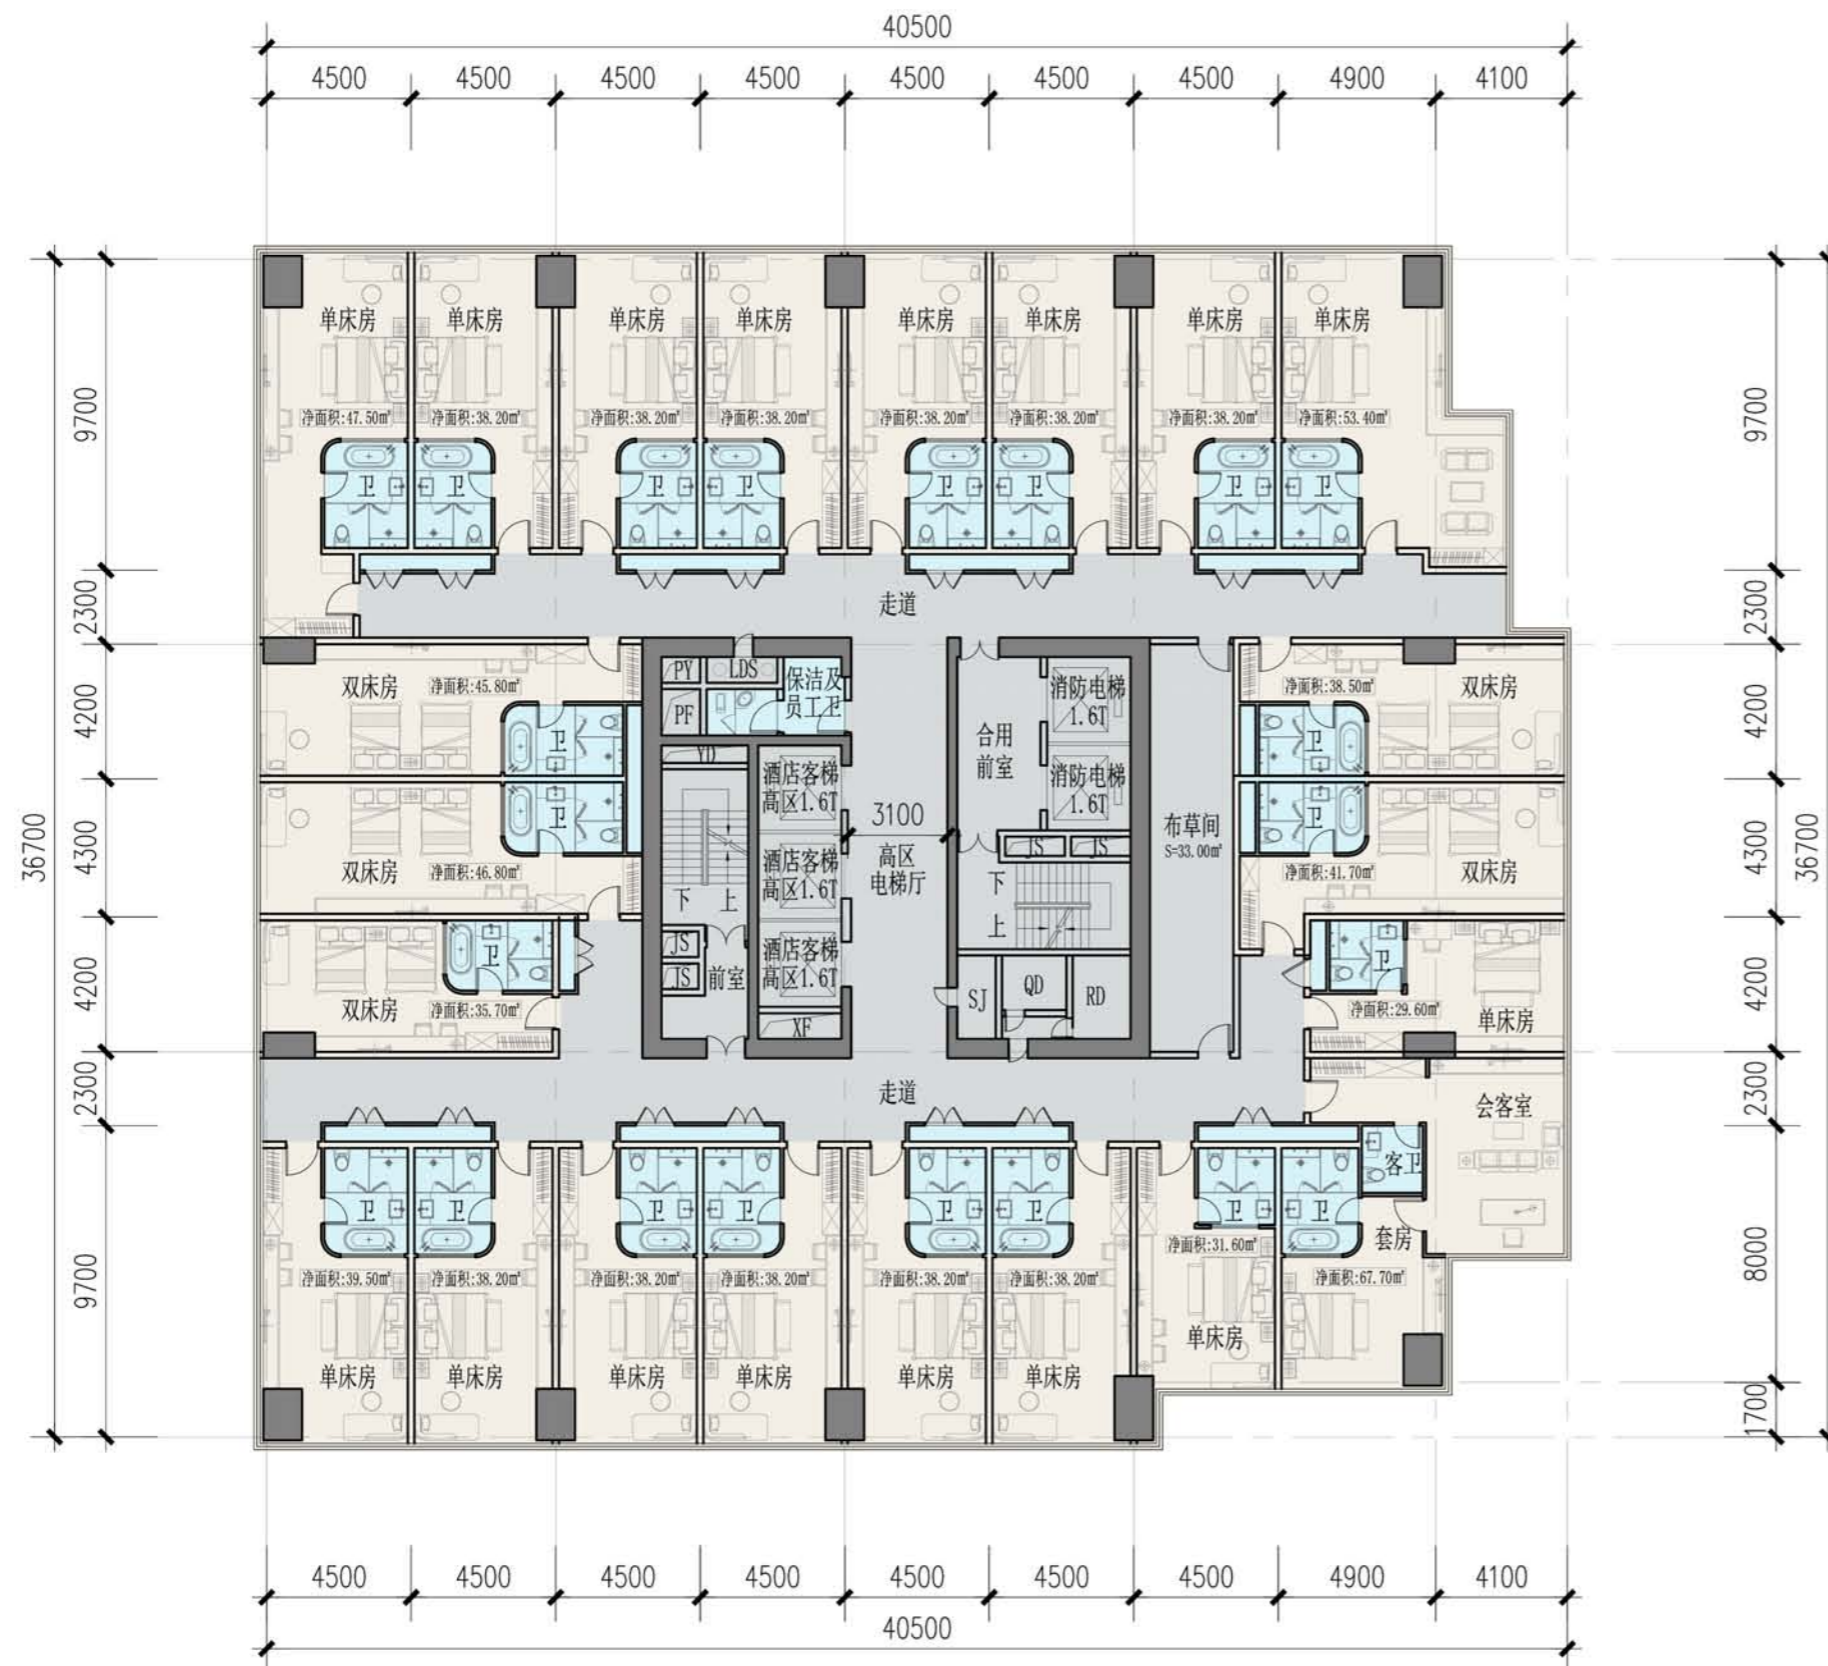 40500
4500 4500 4500 4500 4500 4500 4500 4900 4100
单床房 单床房 单床房 单床房 单床房 单床房 单床房 单床房
净面积:47.50㎡ 净面积:38.20㎡ 净面积:38.20㎡ 净面积:38.20㎡ 净面积:38.20㎡ 净面积:38.20㎡ 净面积:38.20㎡ 净面积:53.40㎡
9700 9700
卫 卫 卫 卫 卫 卫 卫 卫
2300 走道 2300
PY LDS 保洁及
员工卫
PF
YD
消防电梯
1.6T
合用
前室
消防电梯
1.6T
双床房 净面积:45.80㎡
卫
净面积:38.50㎡ 双床房
卫
4200 4200
酒店客梯
高区1.6T
酒店客梯
高区1.6T
酒店客梯
高区1.6T
3100
高区
电梯厅
JS JS
布草间
S=33.00㎡
卫
双床房 净面积:46.80㎡
卫
净面积:41.70㎡ 双床房
36700 4300 4300 36700
下 上
下
上
JS
JS
前室
XF
SJ QD RD
卫
双床房 净面积:35.70㎡
卫
净面积:29.60㎡ 单床房
4200 4200
2300 走道 2300
会客室
客卫
套房
卫 卫 卫 卫 卫 卫 卫 卫
净面积:39.50㎡ 净面积:38.20㎡ 净面积:38.20㎡ 净面积:38.20㎡ 净面积:38.20㎡ 净面积:38.20㎡ 净面积:31.60㎡ 净面积:67.70㎡
9700 8000
单床房 单床房 单床房 单床房 单床房 单床房 单床房
1700
4500 4500 4500 4500 4500 4500 4500 4900 4100
40500